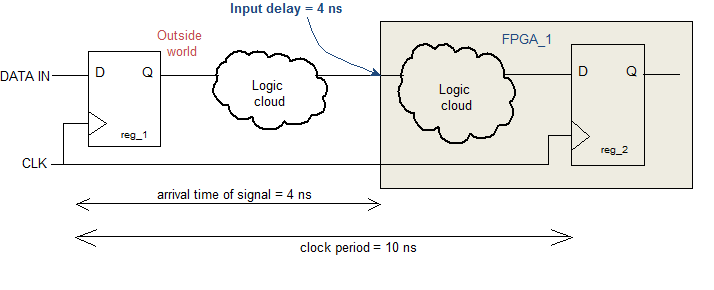 Input delay = 4 ns
Outside
world
FPGA_1
DATA IN
D
Q
Logic
cloud
Logic
cloud
D
Q
reg_1
reg_2
CLK
arrival time of signal = 4 ns
clock period = 10 ns